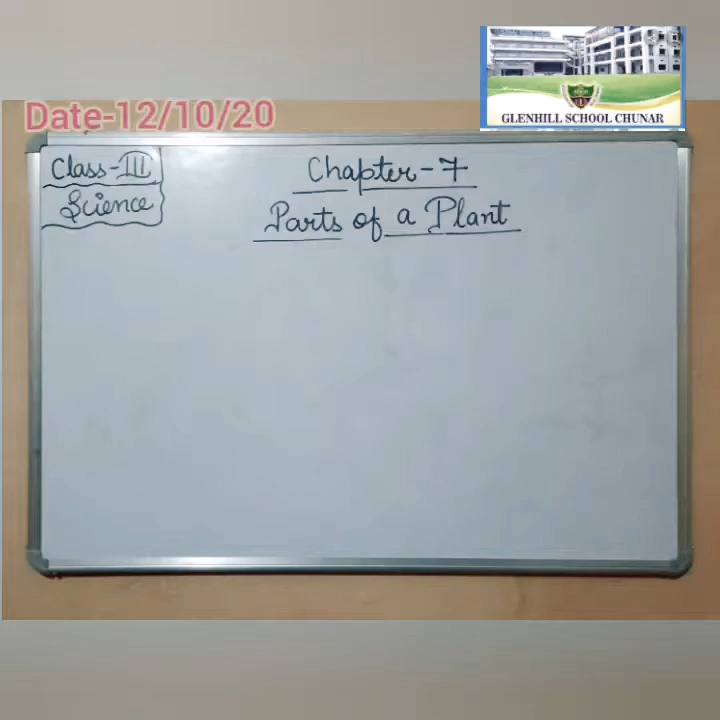 GLENHILL SCHOOL CHUNAR
Date-12/10/20
Class-III
Science
Chapter-7
Parts of a Plant